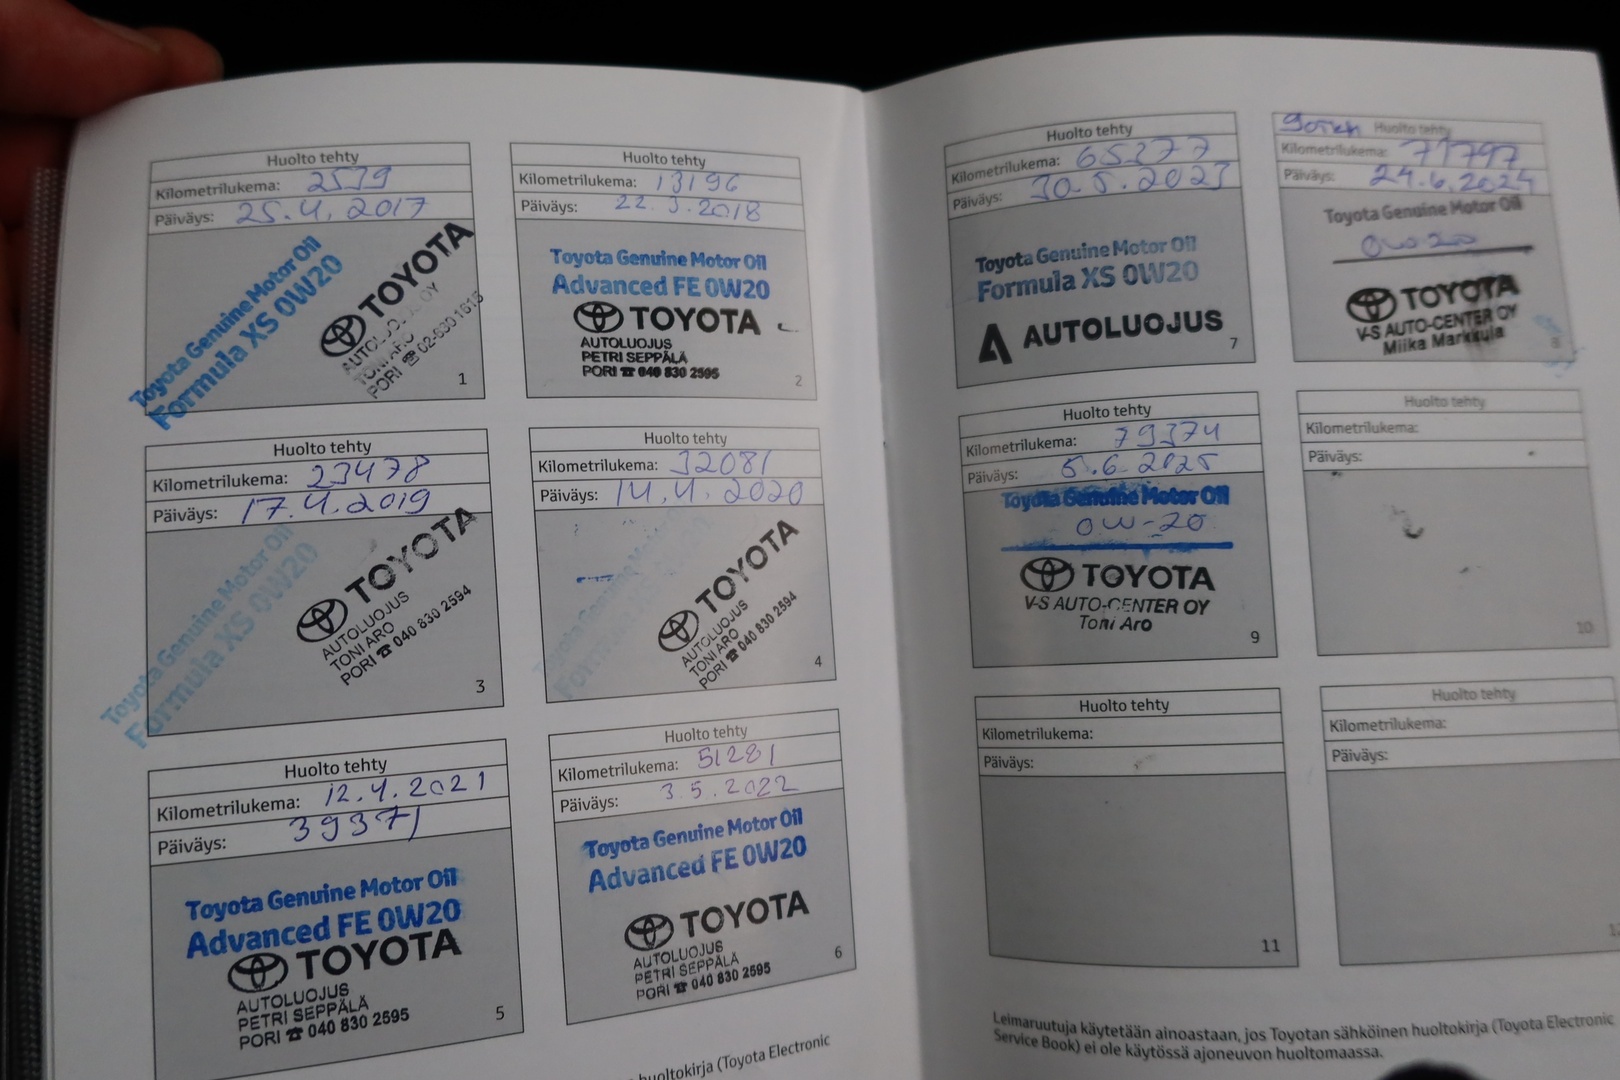 Huolto tehty
Kilometrilukema: 2539
Päiväys: 25.4.2017
Toyota Genuine Motor Oil
Formula XS 0W20
TOYOTA
AUTOLUOJUS OY
TONI ARO
PORI ☎ 02-630 1615
1
Huolto tehty
Kilometrilukema: 13196
Päiväys: 22.3.2018
Toyota Genuine Motor Oil
Advanced FE 0W20
TOYOTA
AUTOLUOJUS
PETRI SEPPÄLÄ
PORI ☎ 040 830 2595
2
Huolto tehty
Kilometrilukema: 23478
Päiväys: 17.4.2019
Toyota Genuine Motor Oil
Formula XS 0W20
TOYOTA
AUTOLUOJUS
TONI ARO
PORI ☎ 040 830 2594
3
Huolto tehty
Kilometrilukema: 32081
Päiväys: 14.4.2020
Toyota Genuine Motor
TOYOTA
AUTOLUOJUS
TONI ARO
PORI ☎ 040 830 2594
4
Huolto tehty
Kilometrilukema: 12.4.2021
Päiväys: 39371
Toyota Genuine Motor Oil
Advanced FE 0W20
TOYOTA
AUTOLUOJUS
PETRI SEPPÄLÄ
PORI ☎ 040 830 2595
5
Huolto tehty
Kilometrilukema: 51281
Päiväys: 3.5.2022
Toyota Genuine Motor Oil
Advanced FE 0W20
TOYOTA
AUTOLUOJUS
PETRI SEPPÄLÄ
PORI ☎ 040 830 2595
6
huoltokirja (Toyota Electronic
Huolto tehty
Kilometrilukema: 65377
Päiväys: 30.5.2023
Toyota Genuine Motor Oil
Formula XS 0W20
AUTOLUOJUS
7
Huolto tehty
Kilometrilukema: 71797
Päiväys: 24.6.2024
Toyota Genuine Motor Oil
0W-20
TOYOTA
V-S AUTO-CENTER OY
Miika Markkula
8
Huolto tehty
Kilometrilukema: 79374
Päiväys: 5.6.2025
Toyota Genuine Motor Oil
0W-20
TOYOTA
V-S AUTO-CENTER OY
Toni Aro
9
Huolto tehty
Kilometrilukema:
Päiväys:
10
Huolto tehty
Kilometrilukema:
Päiväys:
11
Huolto tehty
Kilometrilukema:
Päiväys:
Leimaruutuja käytetään ainoastaan, jos Toyotan sähköinen huoltokirja (Toyota Electronic
Service Book) ei ole käytössä ajoneuvon huoltomaassa.